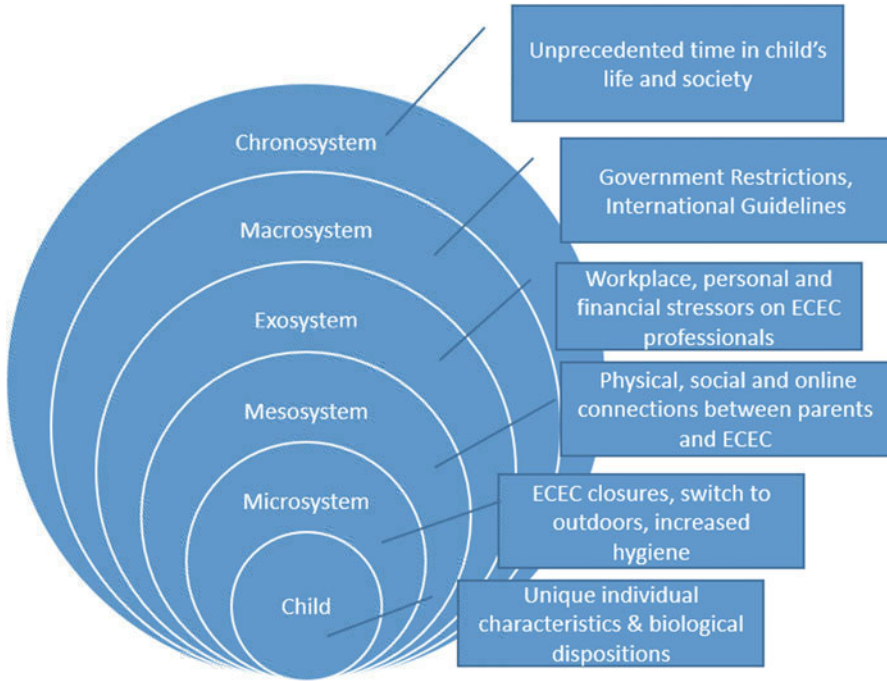 Unprecedented time in child's
life and society
Chronosystem
Government Restrictions,
International Guidelines
Macrosystem
Workplace, personal and
financial stressors on ECEC
professionals
Exosystem
Physical, social and online
connections between parents
and ECEC
Mesosystem
ECEC closures, switch to
outdoors, increased
hygiene
Microsystem
Unique individual
characteristics & biological
dispositions
Child